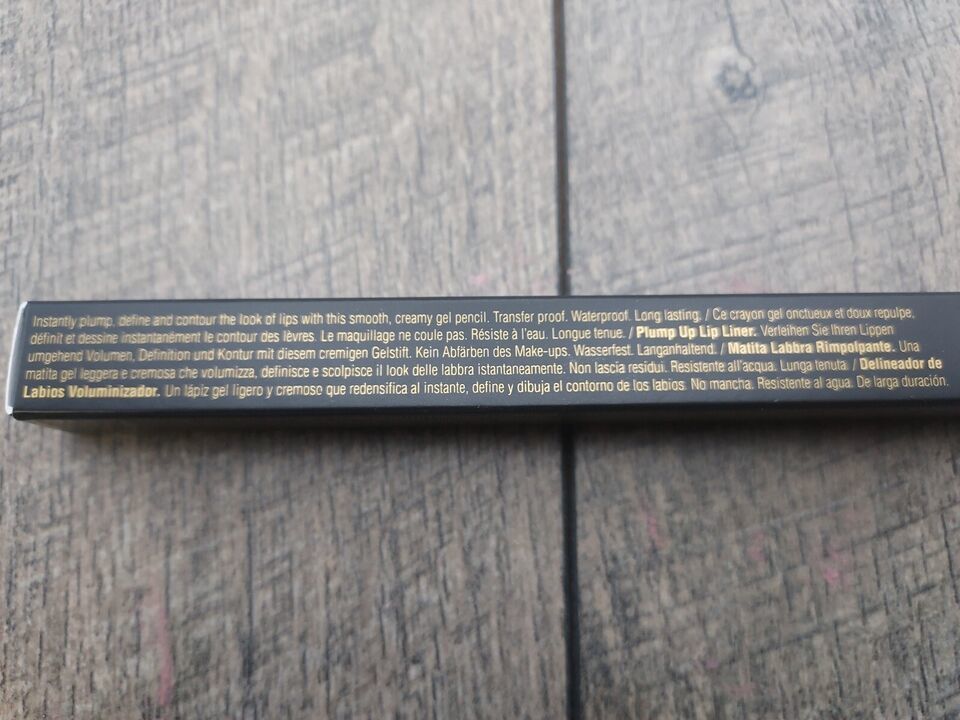 Instantly plump, define and contour the look of lips with this smooth, creamy gel pencil. Transfer proof. Waterproof. Long lasting. / Ce crayon gel onctueux et doux repulpe,
définit et dessine instantanément le contour des lèvres. Le maquillage ne coule pas. Résiste à l'eau. Longue tenue. / Plump Up Lip Liner. Verleihen Sie Ihren Lippen
umgehend Volumen, Definition und Kontur mit diesem cremigen Gelstift. Kein Abfärben des Make-ups. Wasserfest. Langanhaltend. / Matita Labbra Rimpolpante. Una
matita gel leggera e cremosa che volumizza, definisce e scolpisce il look delle labbra istantaneamente. Non lascia residui. Resistente all'acqua. Lunga tenuta. / Delineador de
Labios Voluminizador. Un lápiz gel ligero y cremoso que redensifica al instante, define y dibuja el contorno de los labios. No mancha. Resistente al agua. De larga duración.